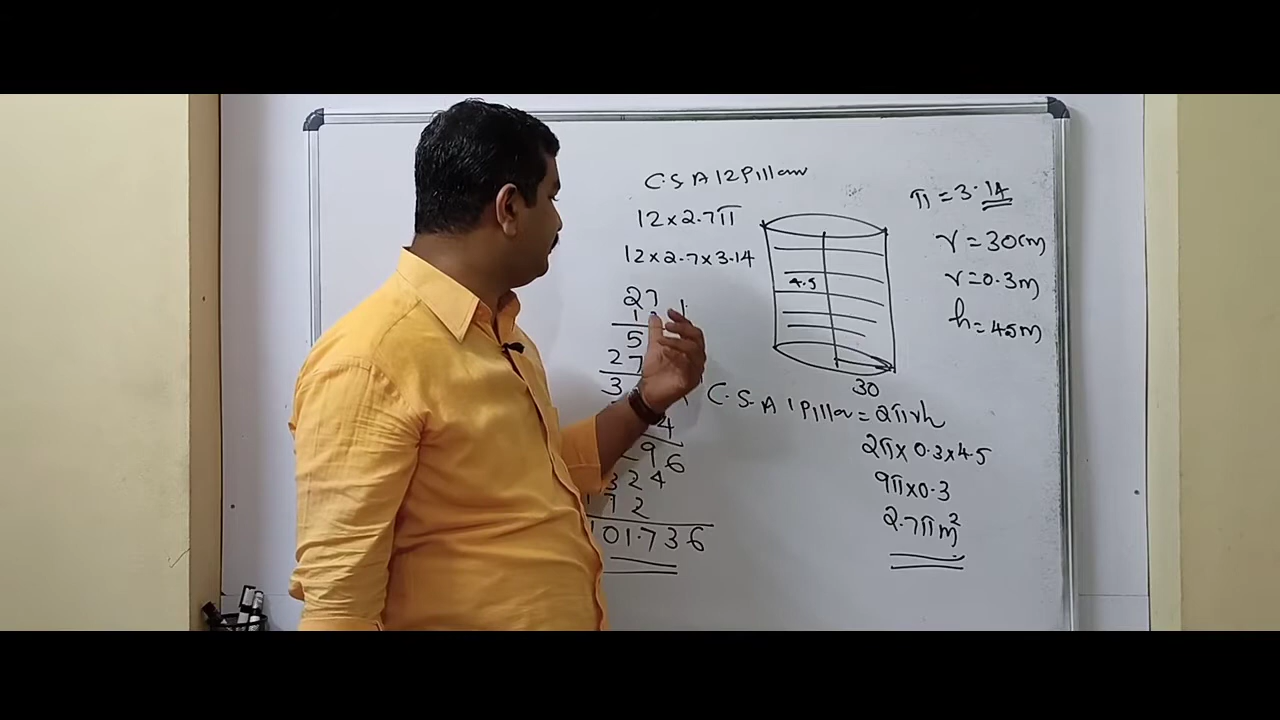 C.S A 12 Pillar
12×2.7π
12×2.7×3.14
27
5
27
3
4
296
324
972
101.736
4.5
30
π = 3.14
r = 30cm
r = 0.3m
h = 4.5m
C.S.A 1 Pillar = 2πrh
2π×0.3×4.5
9π×0.3
2.7πm²